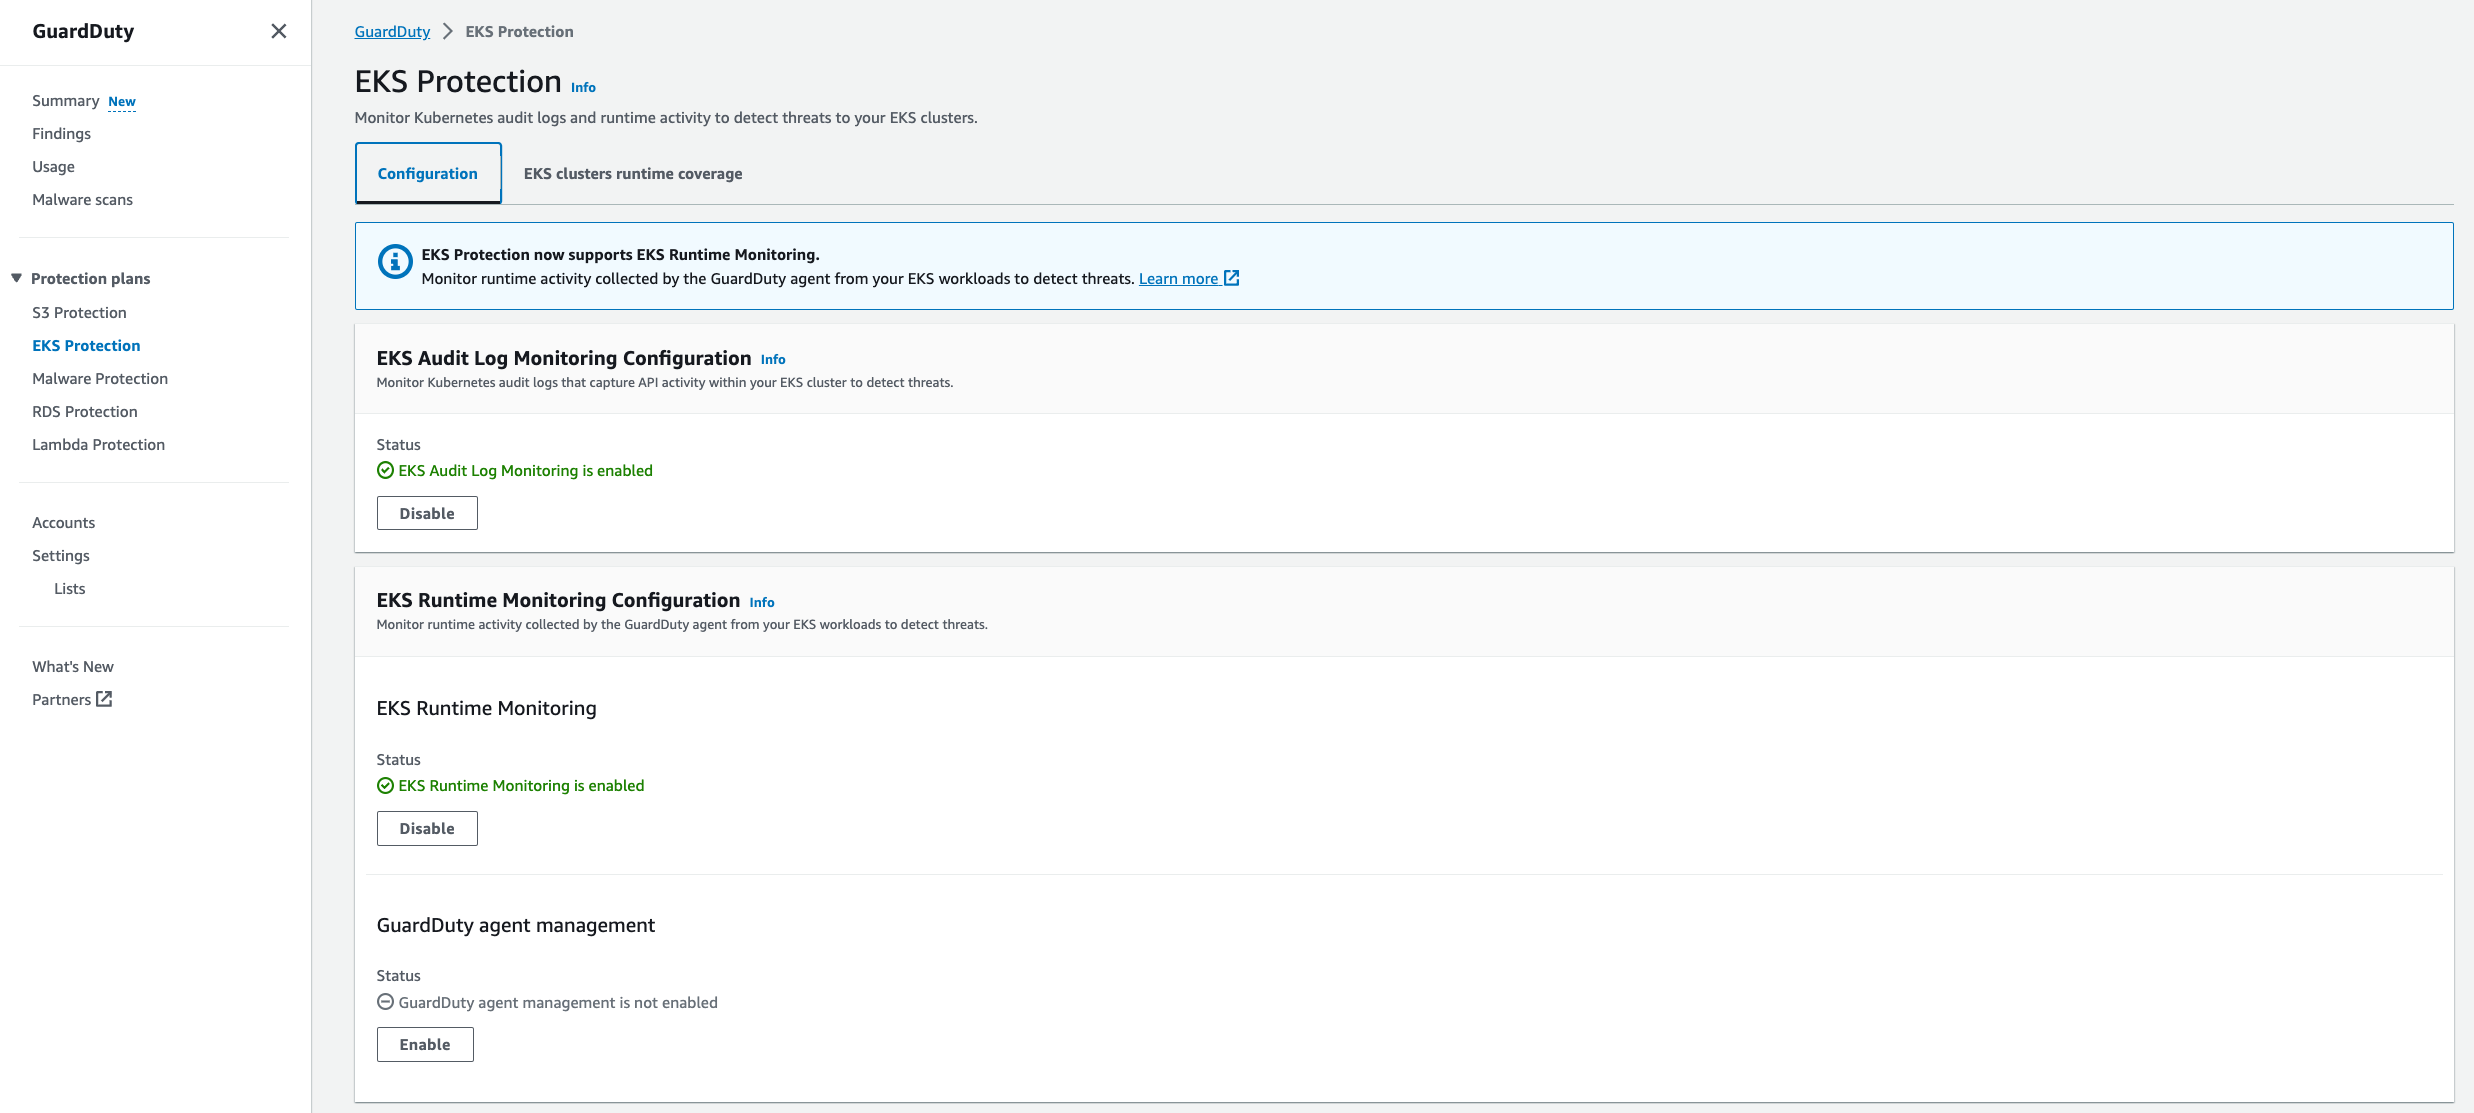 GuardDuty
Summary New
Findings
Usage
Malware scans
Protection plans
S3 Protection
EKS Protection
Malware Protection
RDS Protection
Lambda Protection
Accounts
Settings
Lists
What's New
Partners
GuardDuty EKS Protection
EKS Protection Info
Monitor Kubernetes audit logs and runtime activity to detect threats to your EKS clusters.
Configuration EKS clusters runtime coverage
EKS Protection now supports EKS Runtime Monitoring.
Monitor runtime activity collected by the GuardDuty agent from your EKS workloads to detect threats. Learn more
EKS Audit Log Monitoring Configuration Info
Monitor Kubernetes audit logs that capture API activity within your EKS cluster to detect threats.
Status
EKS Audit Log Monitoring is enabled
Disable
EKS Runtime Monitoring Configuration Info
Monitor runtime activity collected by the GuardDuty agent from your EKS workloads to detect threats.
EKS Runtime Monitoring
Status
EKS Runtime Monitoring is enabled
Disable
GuardDuty agent management
Status
GuardDuty agent management is not enabled
Enable